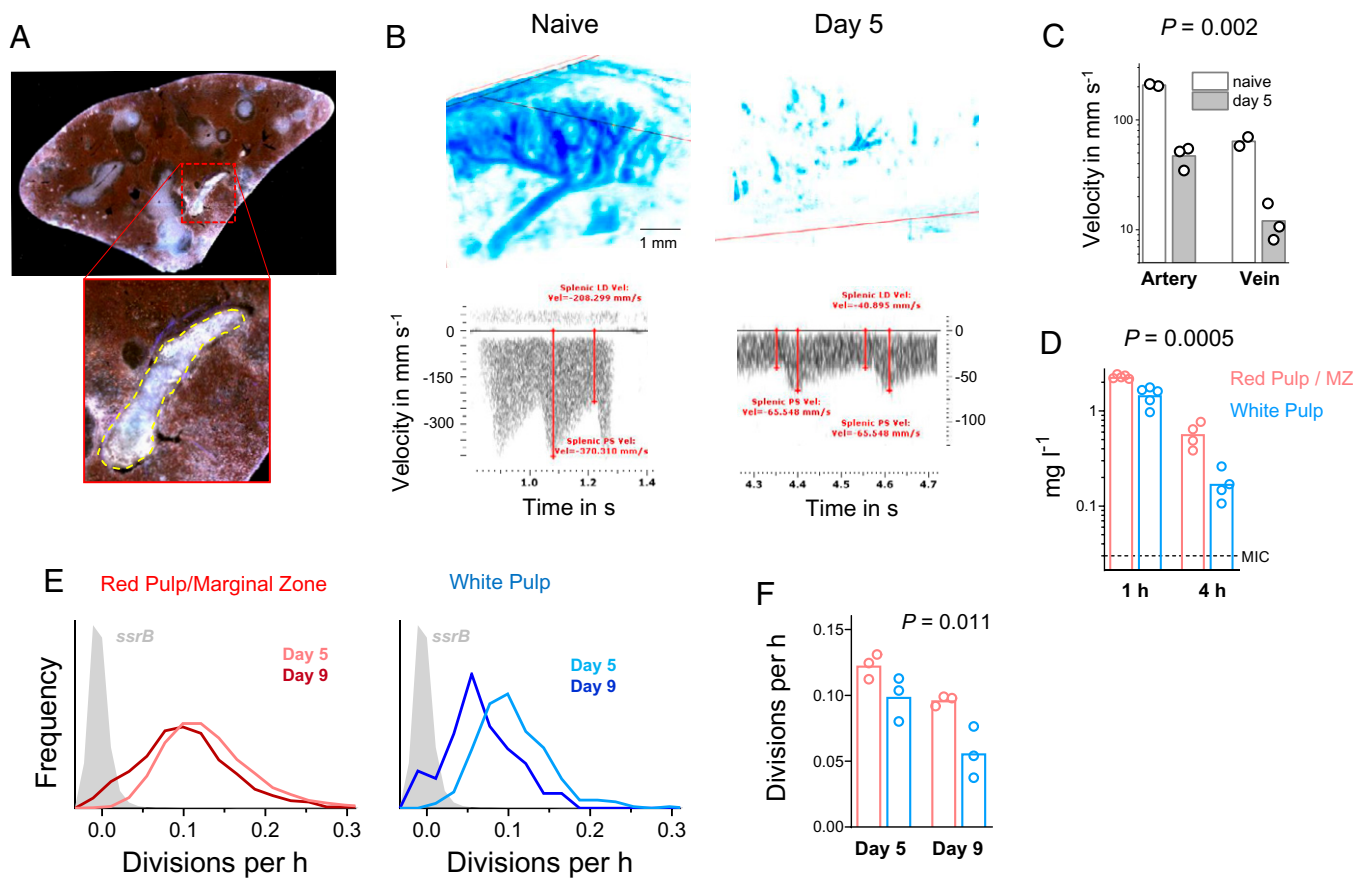 A
B
Naive
Day 5
1 mm
Splenic LD Vel:
Vel=-208.299 mm/s
Splenic PS Vel:
Vel=-370.310 mm/s
Velocity in mm s-1
0
-150
-300
1.0
1.2
1.4
Time in s
Splenic LD Vel:
Vel=-40.895 mm/s
Splenic PS Vel:
Vel=-65.548 mm/s
Splenic PS Vel:
Vel=-65.548 mm/s
0
-50
-100
4.3
4.4
4.5
4.6
4.7
Time in s
C
P = 0.002
naive
day 5
Velocity in mm s-1
100
10
Artery
Vein
D
P = 0.0005
Red Pulp / MZ
White Pulp
mg l-1
1
0.1
MIC
1 h
4 h
E
Red Pulp/Marginal Zone
ssrB
Day 5
Day 9
Frequency
0.0
0.1
0.2
0.3
Divisions per h
White Pulp
ssrB
Day 5
Day 9
0.0
0.1
0.2
0.3
Divisions per h
F
P = 0.011
Divisions per h
0.15
0.10
0.05
0.00
Day 5
Day 9